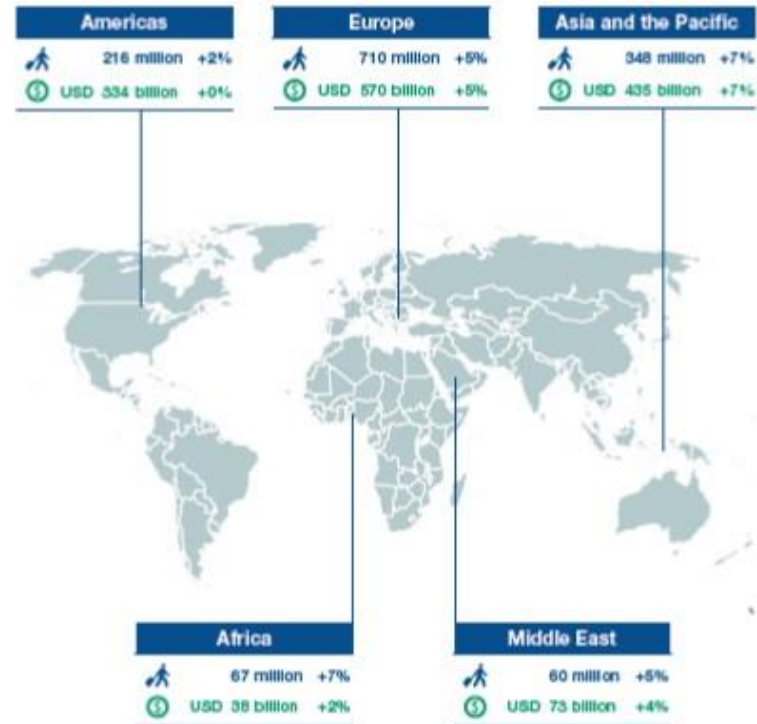 Americas
216 million +2%
USD 334 billion +0%
Europe
710 million +5%
USD 570 billion +5%
Asia and the Pacific
348 million +7%
USD 435 billion +7%
Africa
67 million +7%
USD 38 billion +2%
Middle East
60 million +5%
USD 73 billion +4%